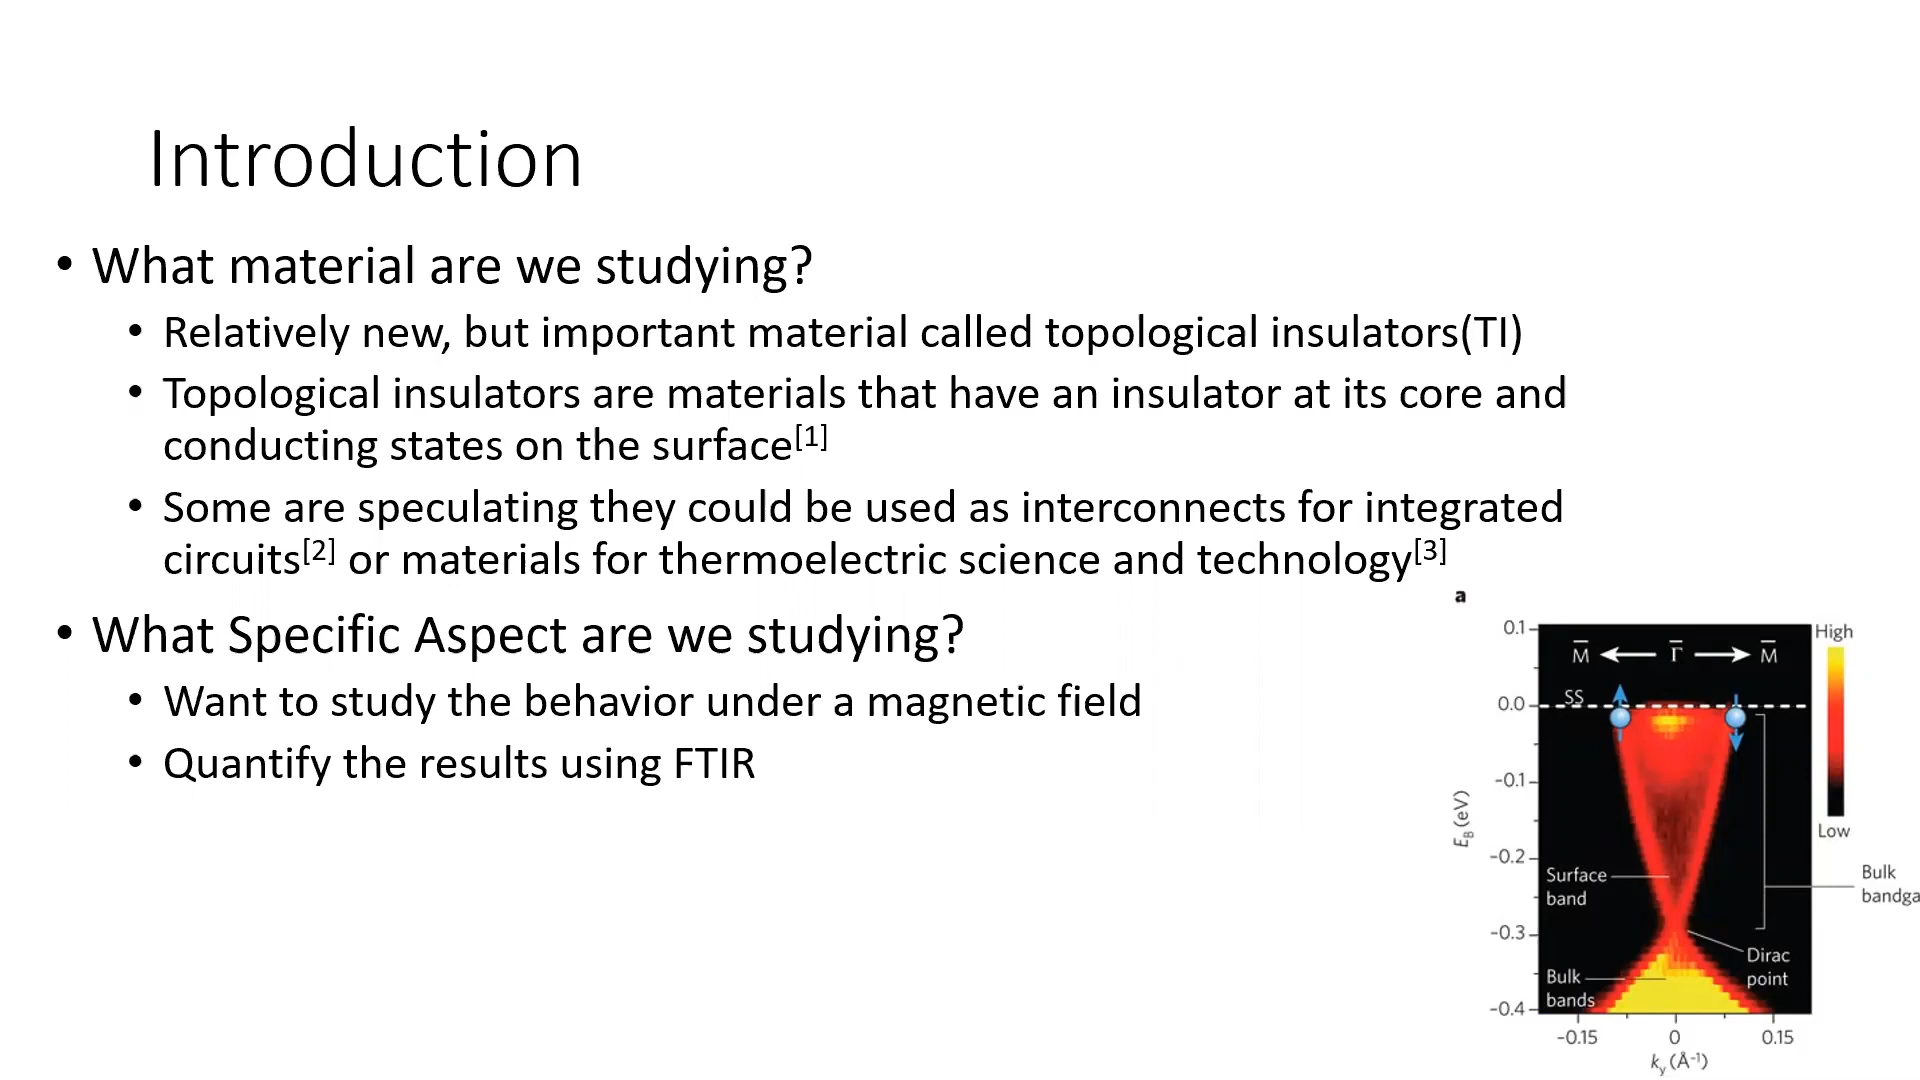 Introduction
• What material are we studying?
• Relatively new, but important material called topological insulators(TI)
• Topological insulators are materials that have an insulator at its core and
conducting states on the surface[1]
• Some are speculating they could be used as interconnects for integrated
circuits[2] or materials for thermoelectric science and technology[3]
• What Specific Aspect are we studying?
• Want to study the behavior under a magnetic field
• Quantify the results using FTIR
a
High
Low
M̅ Γ̅ M̅
SS
0.1
0.0
−0.1
−0.2
−0.3
−0.4
E_B (eV)
Surface
band
Bulk
bandga
Dirac
point
Bulk
bands
−0.15 0 0.15
k_y (Å⁻¹)